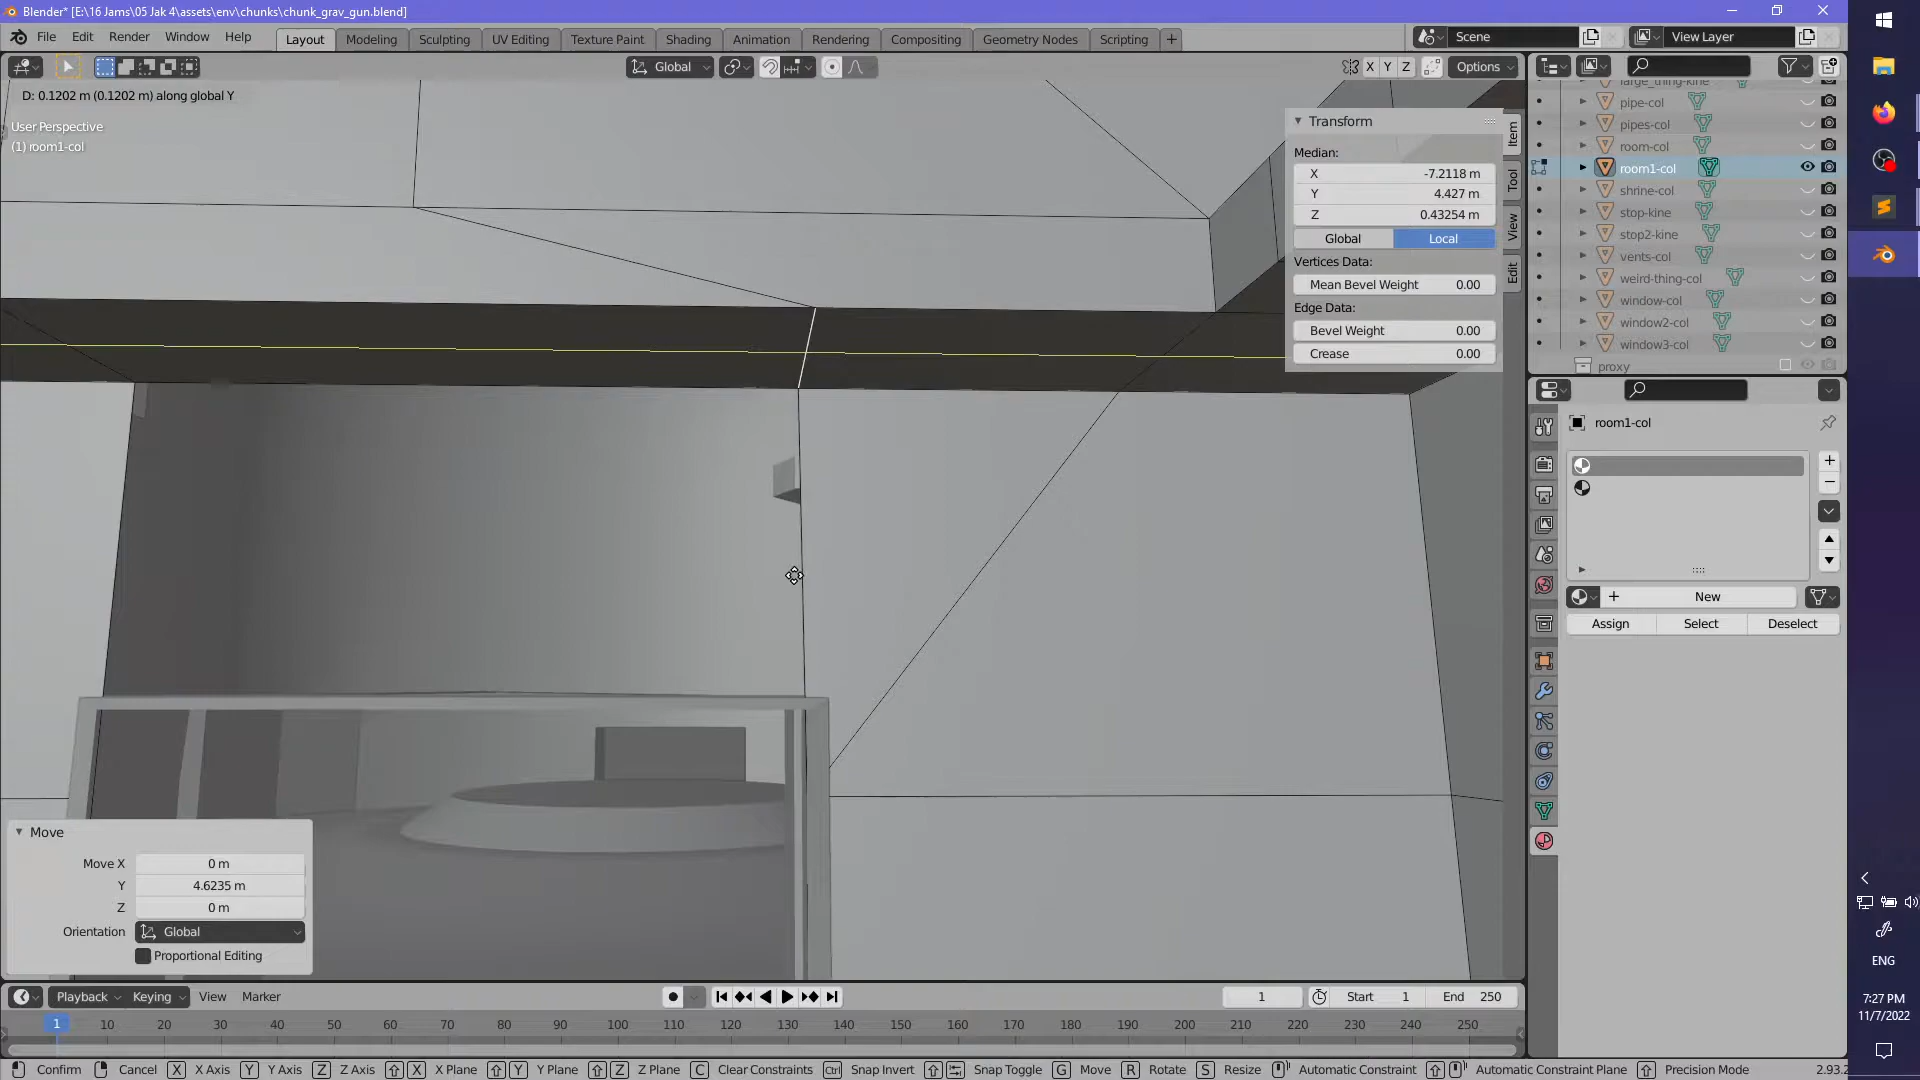 Blender* [E:\16 Jams\05 Jak 4\assets\env\chunks\chunk_grav_gun.blend]
File Edit Render Window Help Layout Modeling Sculpting UV Editing Texture Paint Shading Animation Rendering Compositing Geometry Nodes Scripting + Scene View Layer
Global X Y Z Options
D: 0.1202 m (0.1202 m) along global Y
User Perspective
(1) room1-col
Transform
Median:
X -7.2118 m
Y 4.427 m
Z 0.43254 m
Global Local
Vertices Data:
Mean Bevel Weight 0.00
Edge Data:
Bevel Weight 0.00
Crease 0.00
Item
Tool
View
Edit
large_thing-kine
pipe-col
pipes-col
room-col
room1-col
shrine-col
stop-kine
stop2-kine
vents-col
weird-thing-col
window-col
window2-col
window3-col
proxy
room1-col
+ New
Assign Select Deselect
Move
Move X 0 m
Y 4.6235 m
Z 0 m
Orientation Global
Proportional Editing
Playback Keying View Marker 1 Start 1 End 250
1 10 20 30 40 50 60 70 80 90 100 110 120 130 140 150 160 170 180 190 200 210 220 230 240 250
Confirm Cancel X X Axis Y Y Axis Z Z Axis X X Plane Y Y Plane Z Z Plane C Clear Constraints Ctrl Snap Invert Snap Toggle G Move R Rotate S Resize Automatic Constraint Automatic Constraint Plane Precision Mode 2.93.
ENG
7:27 PM
11/7/2022